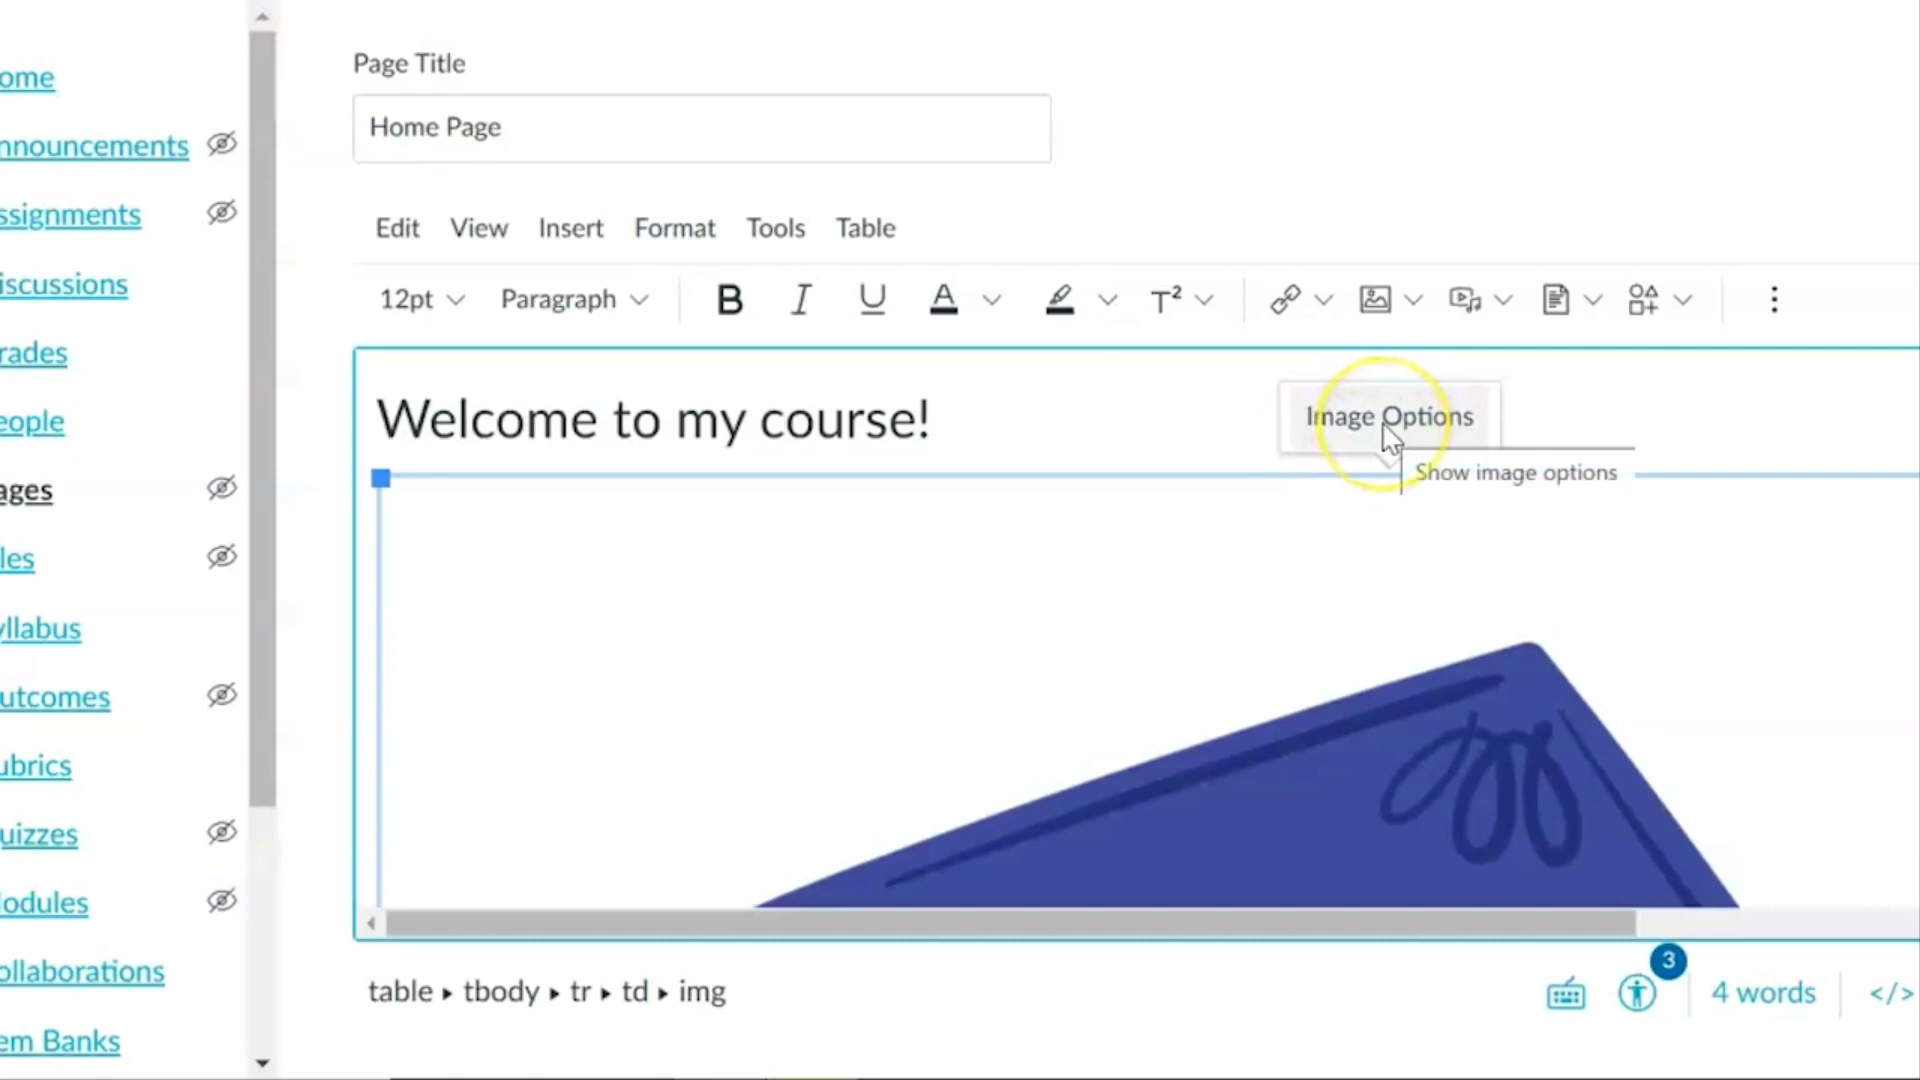 ome
nnouncements
ssignments
iscussions
rades
eople
ages
les
yllabus
utcomes
ubrics
uizzes
odules
ollaborations
em Banks
Page Title
Home Page
Edit View Insert Format Tools Table
12pt Paragraph B I U A T²
Welcome to my course!
Image Options
Show image options
table ▸ tbody ▸ tr ▸ td ▸ img
3
4 words
</>